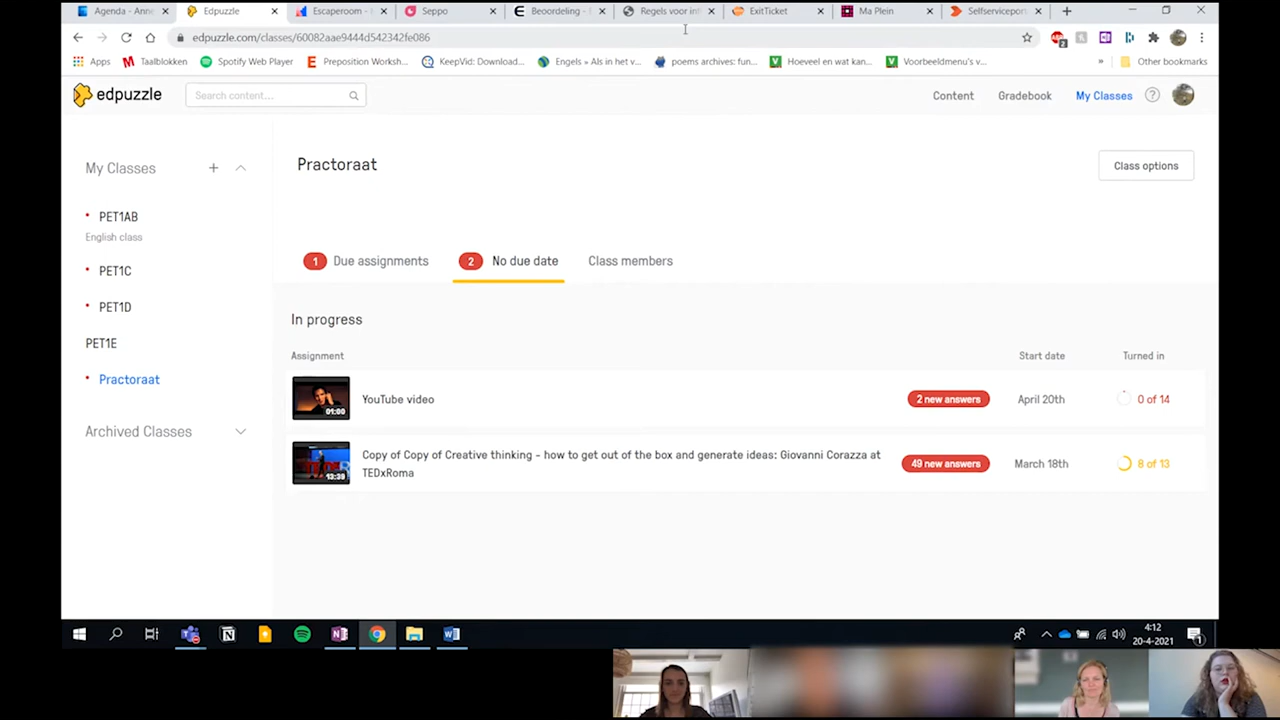 Agenda - Ann
Edpuzzle
Escaperoom -
Seppo
Beoordeling -
Regels voor in
ExitTicket
Ma Plein
Selfservicepor
edpuzzle.com/classes/60082aae9444d542342fe086
Apps
Taalblokken
Spotify Web Player
Preposition Worksh...
KeepVid: Download...
Engels » Als in het v...
poems archives: fun...
Hoeveel en wat kan...
Voorbeeldmenu's v...
»
Other bookmarks
edpuzzle
Search content...
Content
Gradebook
My Classes
?
My Classes
+
Practoraat
Class options
PET1AB
English class
PET1C
PET1D
PET1E
Practoraat
Archived Classes
1 Due assignments
2 No due date
Class members
In progress
Assignment
Start date
Turned in
01:00
YouTube video
2 new answers
April 20th
0 of 14
13:39
Copy of Copy of Creative thinking - how to get out of the box and generate ideas: Giovanni Corazza at
TEDxRoma
49 new answers
March 18th
8 of 13
4:12
20-4-2021